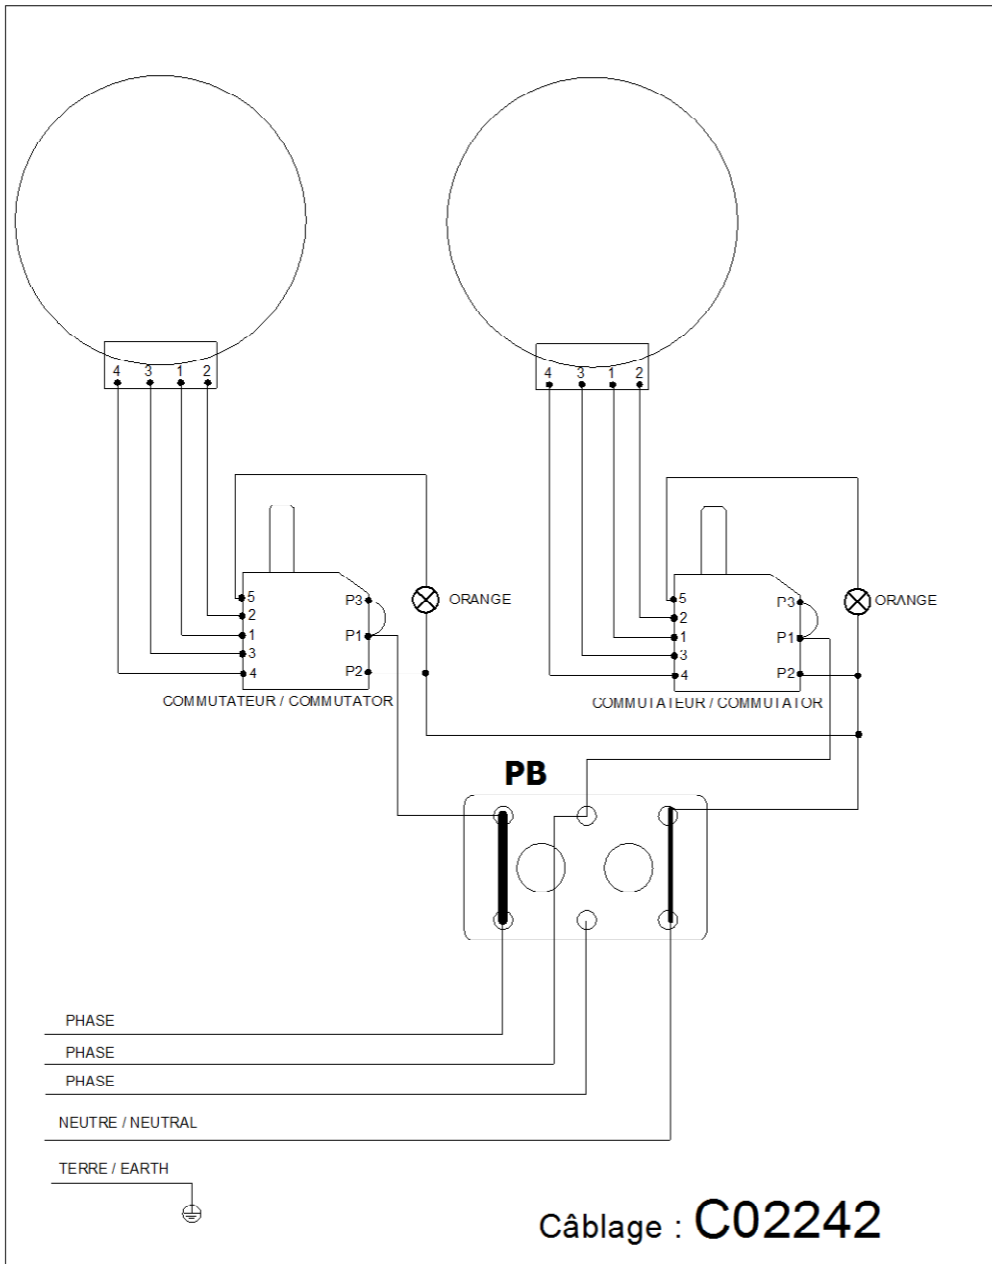 4 3 1 2
4 3 1 2
5
2
1
3
4
P3
P1
P2
ORANGE
COMMUTATEUR / COMMUTATOR
5
2
1
3
4
P3
P1
P2
ORANGE
COMMUTATEUR / COMMUTATOR
PB
PHASE
PHASE
PHASE
NEUTRE / NEUTRAL
TERRE / EARTH
Câblage : C02242